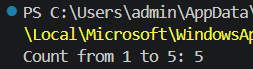 PS C:\Users\admin\AppData\
\Local\Microsoft\WindowsAp
Count from 1 to 5: 5